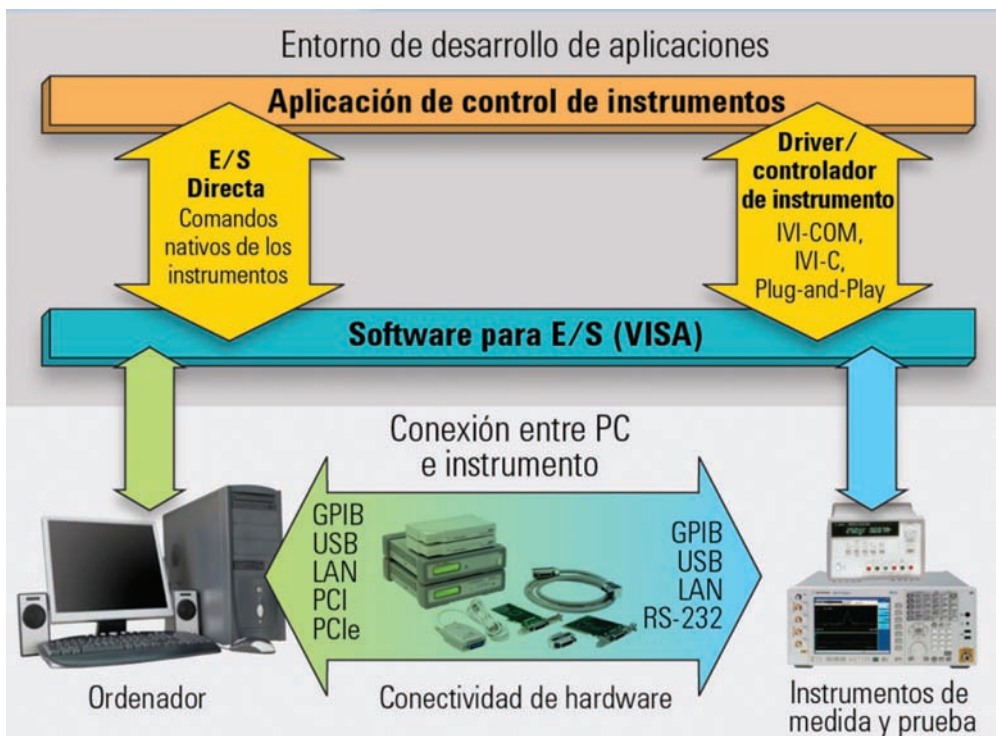 Entorno de desarrollo de aplicaciones
Aplicación de control de instrumentos
E/S
Directa
Comandos
nativos de los
instrumentos
Driver/
controlador
de instrumento
IVI-COM,
IVI-C,
Plug-and-Play
Software para E/S (VISA)
Conexión entre PC
e instrumento
GPIB
USB
LAN
PCI
PCIe
GPIB
USB
LAN
RS-232
Ordenador
Conectividad de hardware
Instrumentos de
medida y prueba